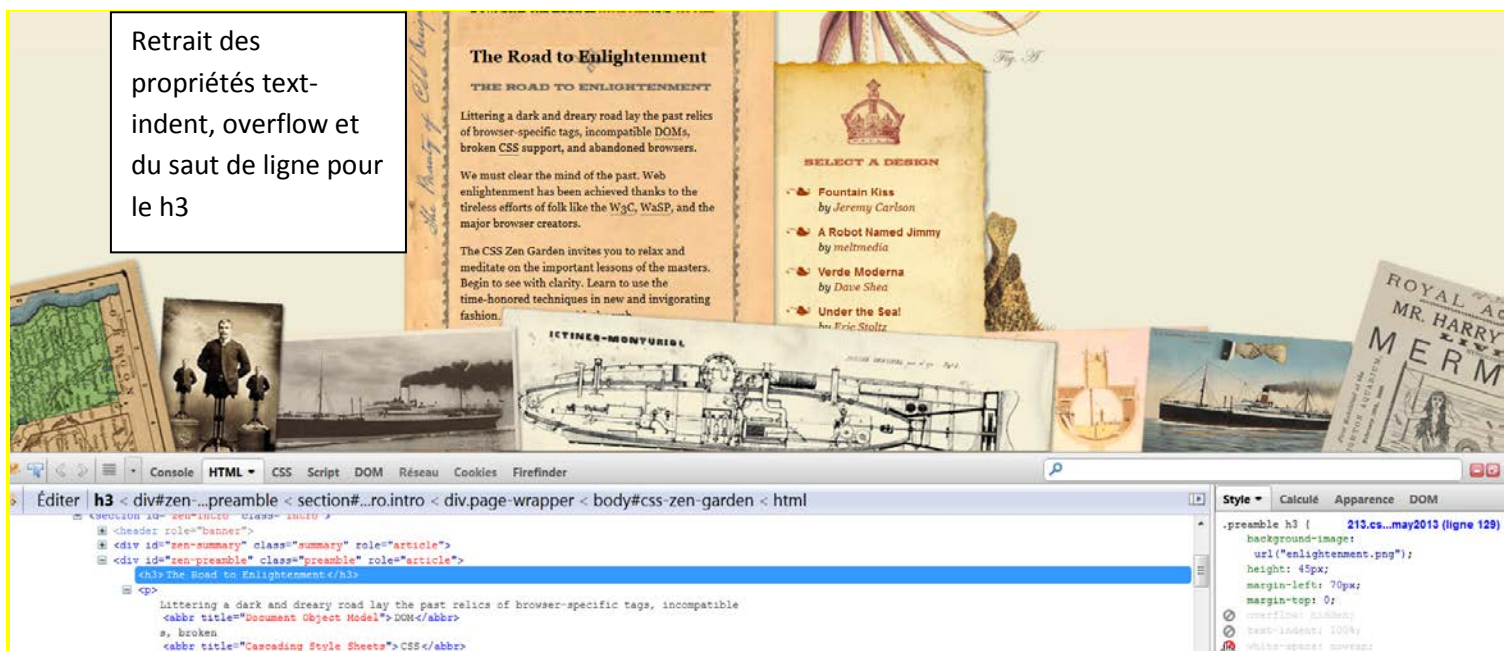 Retrait des
propriétés text-
indent, overflow et
du saut de ligne pour
le h3
The Beauty of
The Road to Enlightenment
THE ROAD TO ENLIGHTENMENT
Littering a dark and dreary road lay the past relics
of browser-specific tags, incompatible DOMs,
broken CSS support, and abandoned browsers.
We must clear the mind of the past. Web
enlightenment has been achieved thanks to the
tireless efforts of folk like the W3C, WaSP, and the
major browser creators.
The CSS Zen Garden invites you to relax and
meditate on the important lessons of the masters.
Begin to see with clarity. Learn to use the
time-honored techniques in new and invigorating
fashion.
Fig. A
SELECT A DESIGN
Fountain Kiss
by Jeremy Carlson
A Robot Named Jimmy
by meltmedia
Verde Moderna
by Dave Shea
Under the Sea!
by Eric Stoltz
ICTINEO-MONTURIOL
ROYAL
MR. HARRY
MERM
Console HTML CSS Script DOM Réseau Cookies Firefinder
Éditer h3 < div#zen-...preamble < section#...ro.intro < div.page-wrapper < body#css-zen-garden < html
<section id="zen-intro" class="intro">
<header role="banner">
<div id="zen-summary" class="summary" role="article">
<div id="zen-preamble" class="preamble" role="article">
<h3>The Road to Enlightenment</h3>
<p>
Littering a dark and dreary road lay the past relics of browser-specific tags, incompatible
<abbr title="Document Object Model">DOM</abbr>
s, broken
<abbr title="Cascading Style Sheets">CSS</abbr>
Style Calculé Apparence DOM
.preamble h3 { 213.cs...may2013 (ligne 129)
background-image:
url("enlightenment.png");
height: 45px;
margin-left: 70px;
margin-top: 0;
overflow: hidden;
text-indent: 100%;
white-space: nowrap;